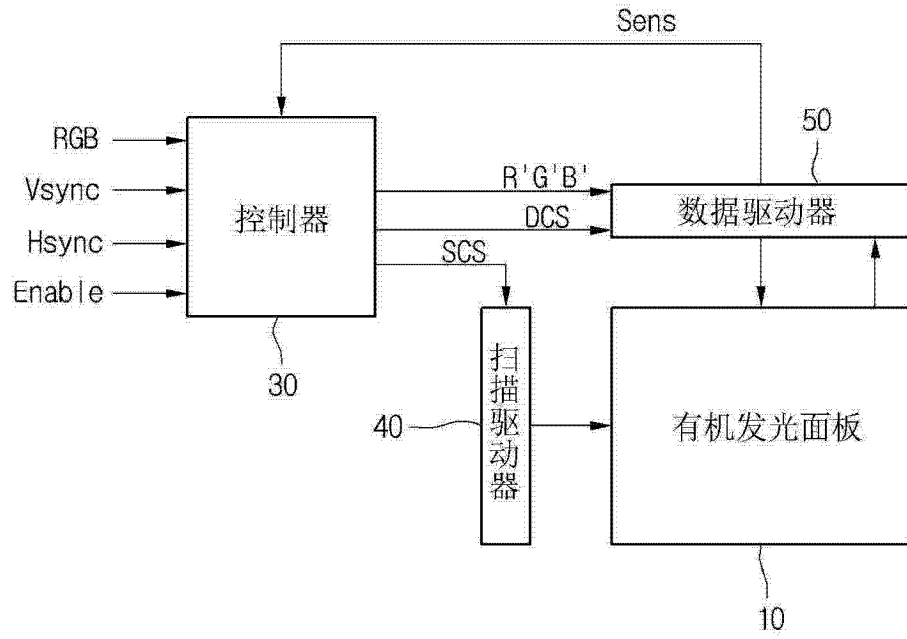 Sens
50
RGB
R'G'B'
Vsync
数据驱动器
控制器
DCS
Hsync
SCS
Enable
30
扫描驱动器
40
有机发光面板
10